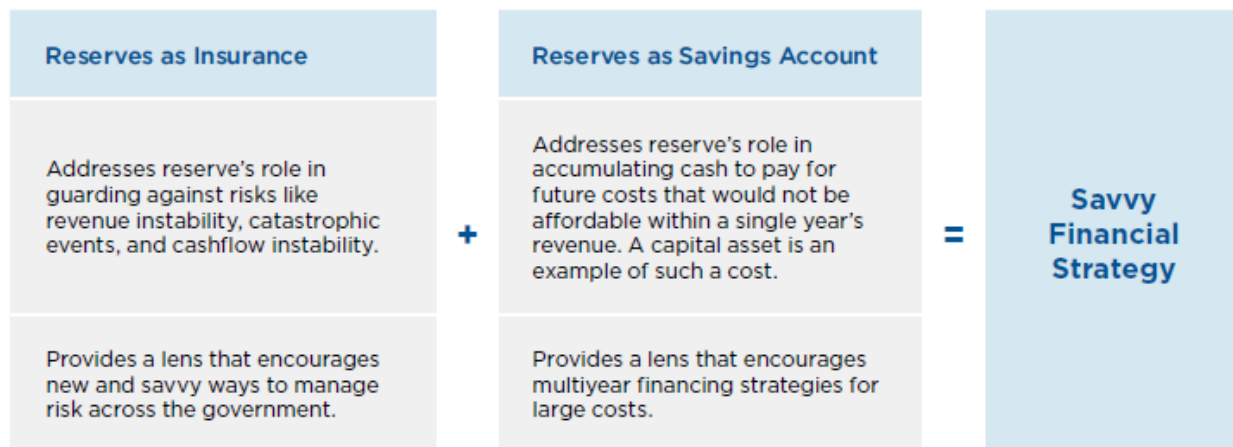 Reserves as Insurance
Addresses reserve's role in
guarding against risks like
revenue instability, catastrophic
events, and cashflow instability.
Provides a lens that encourages
new and savvy ways to manage
risk across the government.
+
Reserves as Savings Account
Addresses reserve's role in
accumulating cash to pay for
future costs that would not be
affordable within a single year's
revenue. A capital asset is an
example of such a cost.
Provides a lens that encourages
multiyear financing strategies for
large costs.
=
Savvy
Financial
Strategy